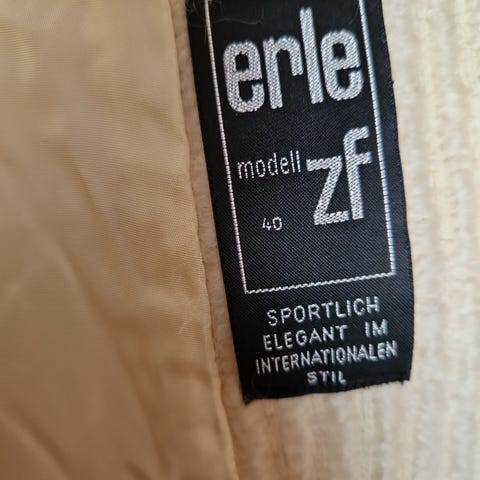 erle
modell zf
40
SPORTLICH
ELEGANT IM
INTERNATIONALEN
STIL